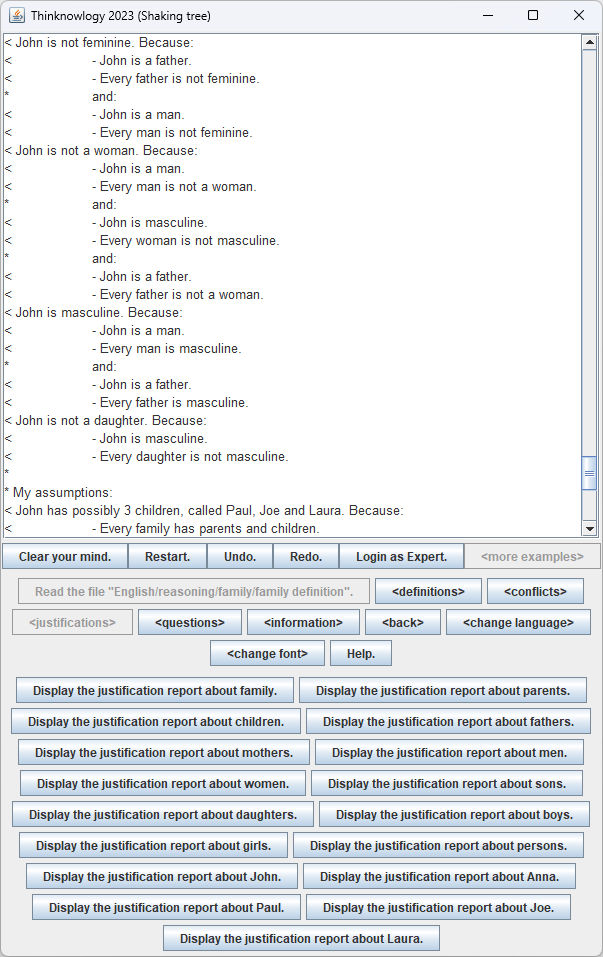 Thinknowlogy 2023 (Shaking tree)
< John is not feminine. Because:
< - John is a father.
< - Every father is not feminine.
* and:
< - John is a man.
< - Every man is not feminine.
< John is not a woman. Because:
< - John is a man.
< - Every man is not a woman.
* and:
< - John is masculine.
< - Every woman is not masculine.
* and:
< - John is a father.
< - Every father is not a woman.
< John is masculine. Because:
< - John is a man.
< - Every man is masculine.
* and:
< - John is a father.
< - Every father is masculine.
< John is not a daughter. Because:
< - John is masculine.
< - Every daughter is not masculine.
*
* My assumptions:
< John has possibly 3 children, called Paul, Joe and Laura. Because:
< - Every family has parents and children.
Clear your mind. Restart. Undo. Redo. Login as Expert. <more examples>
Read the file "English/reasoning/family/family definition". <definitions> <conflicts>
<justifications> <questions> <information> <back> <change language>
<change font> Help.
Display the justification report about family. Display the justification report about parents.
Display the justification report about children. Display the justification report about fathers.
Display the justification report about mothers. Display the justification report about men.
Display the justification report about women. Display the justification report about sons.
Display the justification report about daughters. Display the justification report about boys.
Display the justification report about girls. Display the justification report about persons.
Display the justification report about John. Display the justification report about Anna.
Display the justification report about Paul. Display the justification report about Joe.
Display the justification report about Laura.